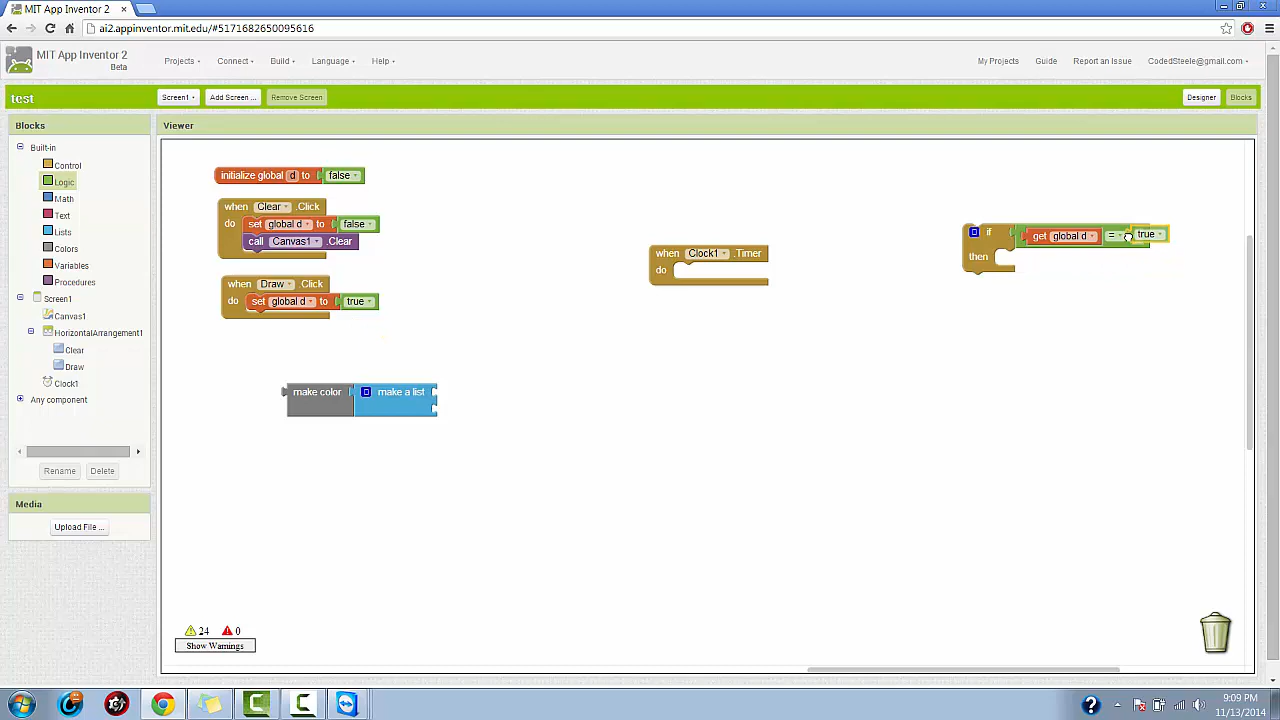 MIT App Inventor 2
ai2.appinventor.mit.edu/#5171682650095616
MIT App Inventor 2
Beta
Projects
Connect
Build
Language
Help
My Projects
Guide
Report an Issue
CodedSteele@gmail.com
test
Screen1
Add Screen ...
Remove Screen
Designer
Blocks
Blocks
Viewer
Built-in
Control
Logic
Math
Text
Lists
Colors
Variables
Procedures
Screen1
Canvas1
HorizontalArrangement1
Clear
Draw
Clock1
Any component
Rename
Delete
Media
Upload File ...
initialize global d to false
when Clear .Click
do set global d to false
call Canvas1 .Clear
when Draw .Click
do set global d to true
make color make a list
when Clock1 .Timer
do
if get global d = true
then
24 0
Show Warnings
9:09 PM
11/13/2014